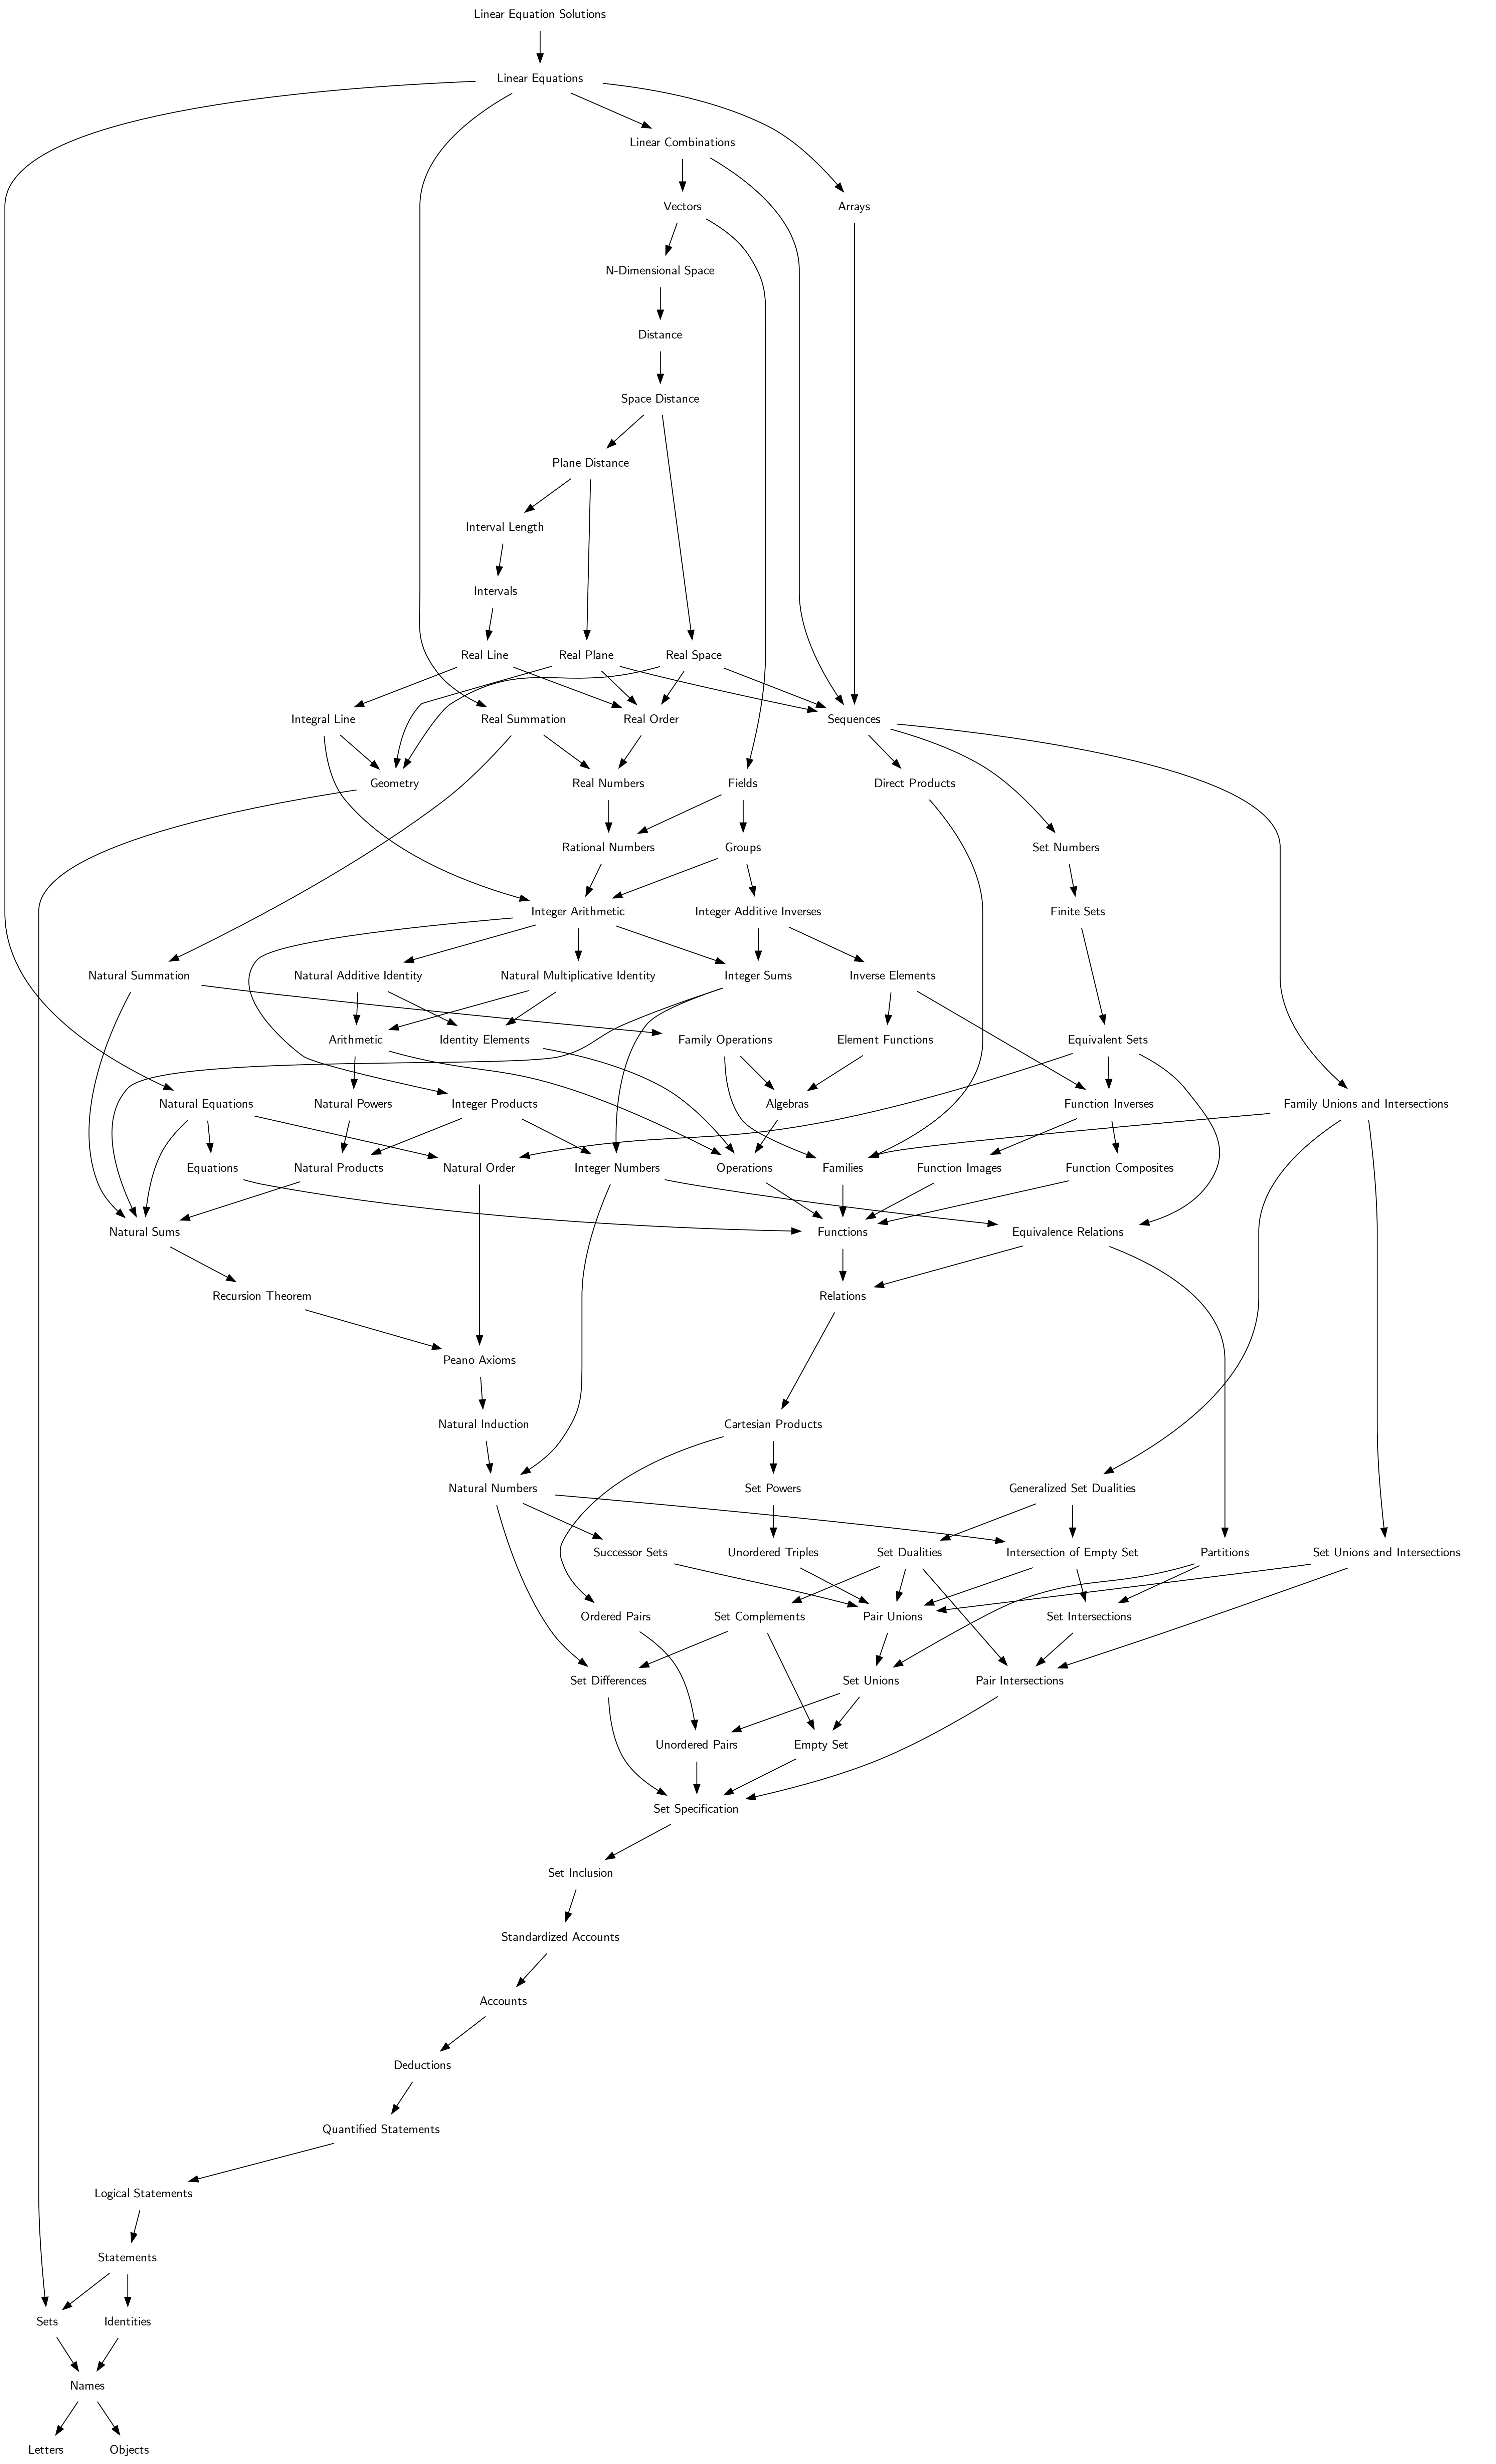 Linear Equation Solutions
Linear Equations
Linear Combinations
Vectors
Arrays
N-Dimensional Space
Distance
Space Distance
Plane Distance
Interval Length
Intervals
Real Line
Real Plane
Real Space
Integral Line
Real Summation
Real Order
Sequences
Geometry
Real Numbers
Fields
Direct Products
Rational Numbers
Groups
Set Numbers
Integer Arithmetic
Integer Additive Inverses
Finite Sets
Natural Summation
Natural Additive Identity
Natural Multiplicative Identity
Integer Sums
Inverse Elements
Arithmetic
Identity Elements
Family Operations
Element Functions
Equivalent Sets
Natural Equations
Natural Powers
Integer Products
Algebras
Function Inverses
Family Unions and Intersections
Equations
Natural Products
Natural Order
Integer Numbers
Operations
Families
Function Images
Function Composites
Natural Sums
Functions
Equivalence Relations
Recursion Theorem
Relations
Peano Axioms
Natural Induction
Cartesian Products
Natural Numbers
Set Powers
Generalized Set Dualities
Successor Sets
Unordered Triples
Set Dualities
Intersection of Empty Set
Partitions
Set Unions and Intersections
Ordered Pairs
Set Complements
Pair Unions
Set Intersections
Set Differences
Set Unions
Pair Intersections
Unordered Pairs
Empty Set
Set Specification
Set Inclusion
Standardized Accounts
Accounts
Deductions
Quantified Statements
Logical Statements
Statements
Sets
Identities
Names
Letters
Objects